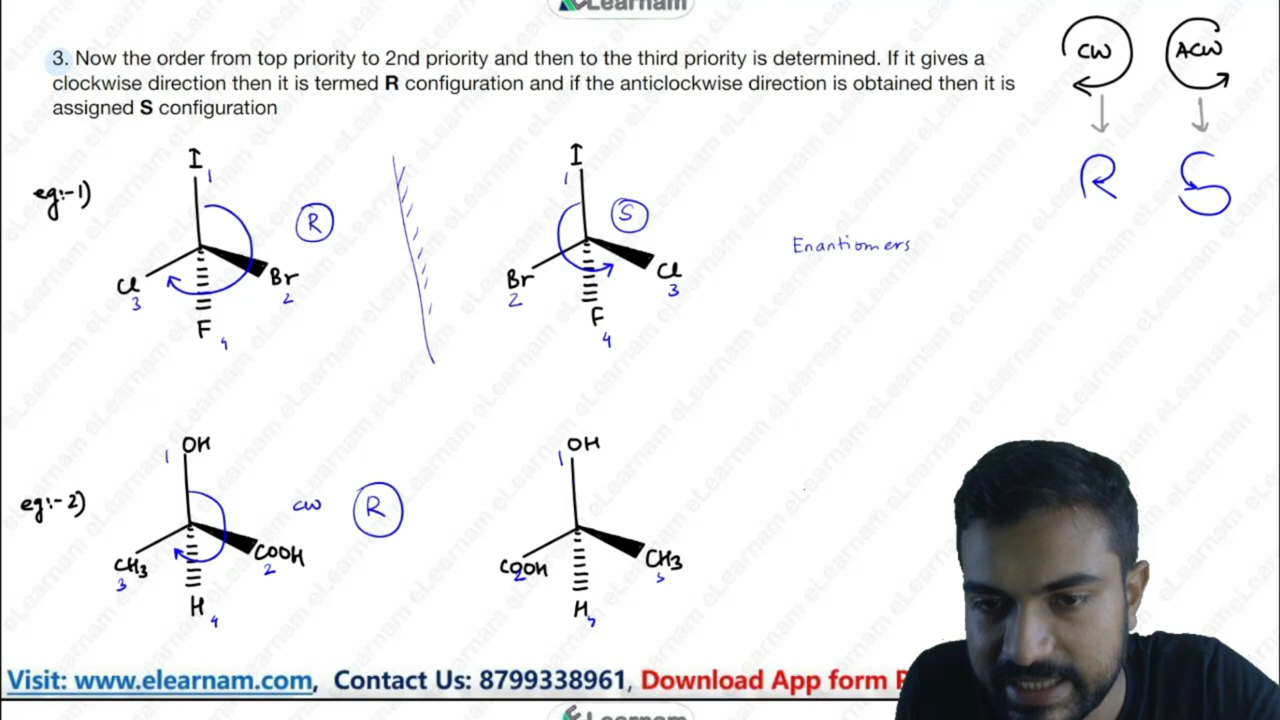 eLearnam
3. Now the order from top priority to 2nd priority and then to the third priority is determined. If it gives a
clockwise direction then it is termed R configuration and if the anticlockwise direction is obtained then it is
assigned S configuration
CW
ACW
R
S
eg:-1)
I
1
R
Cl
3
Br
2
F
4
I
1
S
Br
2
Cl
3
F
4
Enantiomers
eg:-2)
OH
1
CW
R
CH3
3
COOH
2
H
4
OH
1
COOH
2
CH3
H
Visit: www.elearnam.com, Contact Us: 8799338961, Download App form
eLearnam